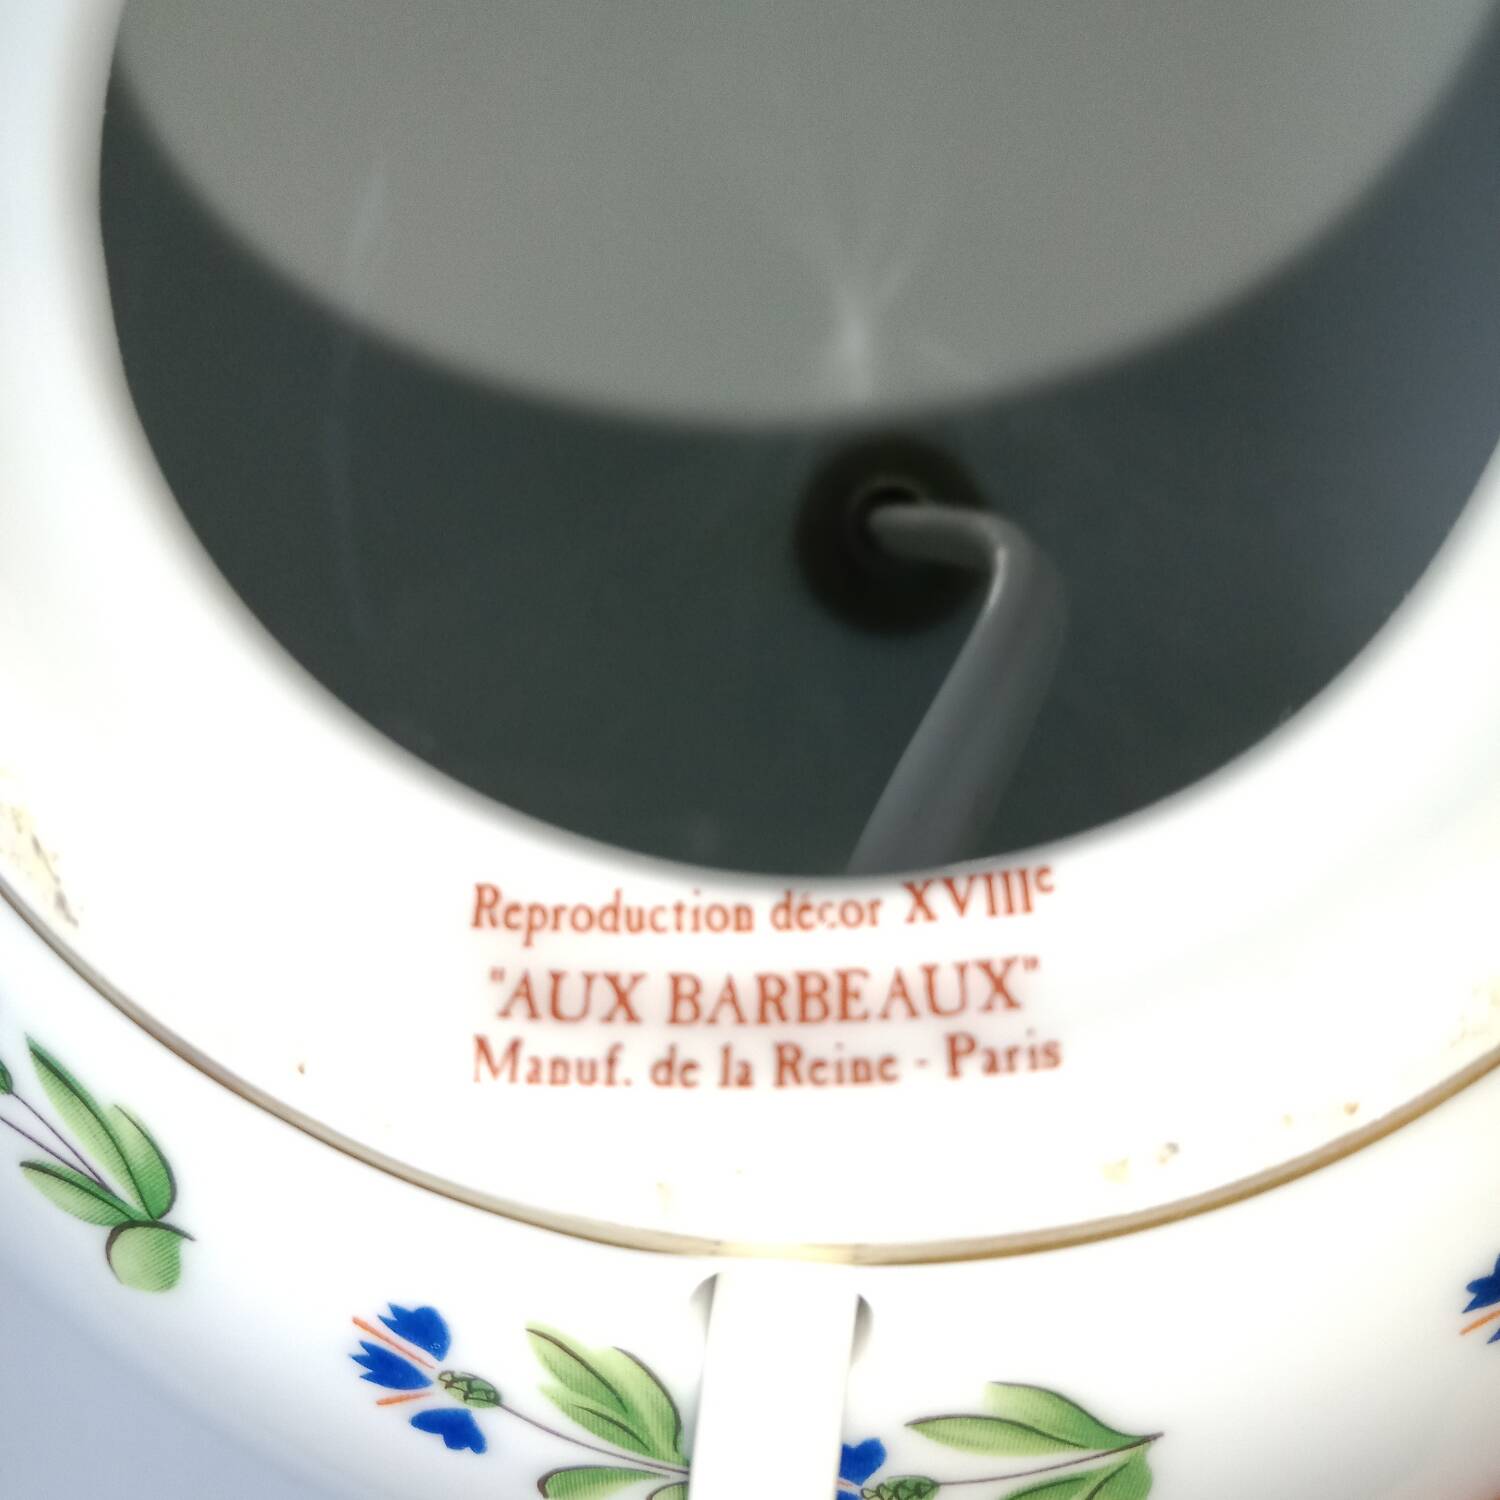 Reproduction décor XVIIIe
"AUX BARBEAUX"
Manuf. de la Reine - Paris